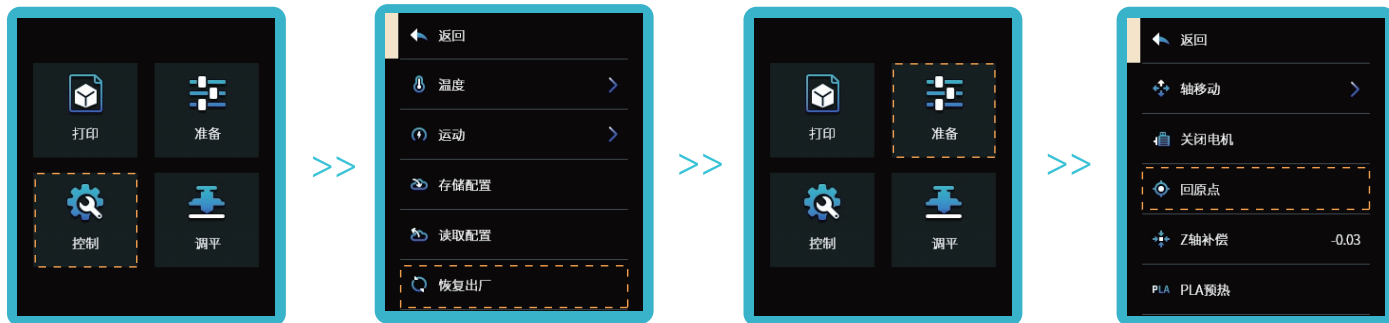 打印
准备
控制
调平
>>
返回
温度
运动
存储配置
读取配置
恢复出厂
>>
打印
准备
控制
调平
>>
返回
轴移动
关闭电机
回原点
Z轴补偿 -0.03
PLA PLA预热